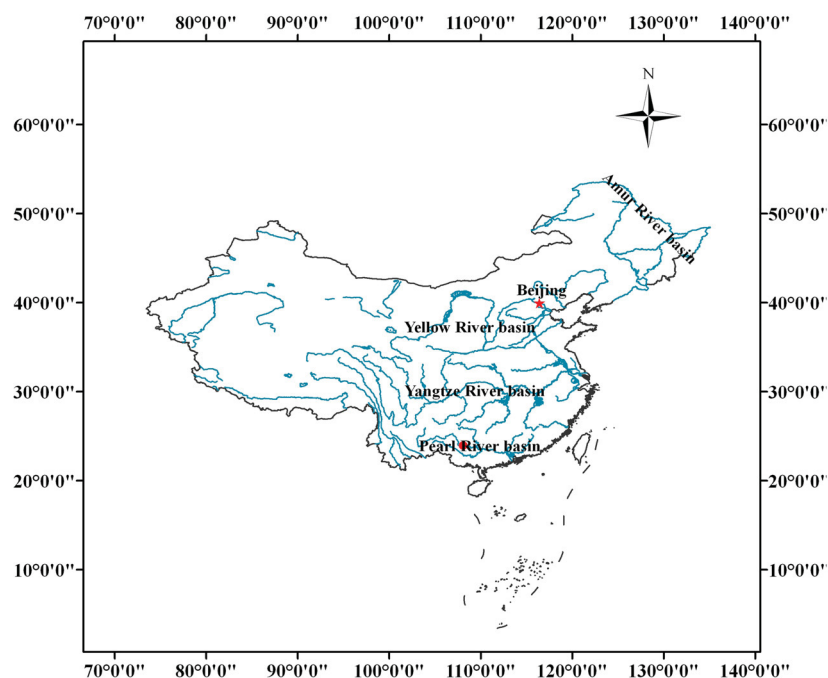 70°0'0" 80°0'0" 90°0'0" 100°0'0" 110°0'0" 120°0'0" 130°0'0" 140°0'0"
N
60°0'0" 60°0'0"
Amur River basin
50°0'0" 50°0'0"
Beijing
40°0'0" 40°0'0"
Yellow River basin
30°0'0" Yangtze River basin 30°0'0"
Pearl River basin
20°0'0" 20°0'0"
10°0'0" 10°0'0"
70°0'0" 80°0'0" 90°0'0" 100°0'0" 110°0'0" 120°0'0" 130°0'0" 140°0'0"